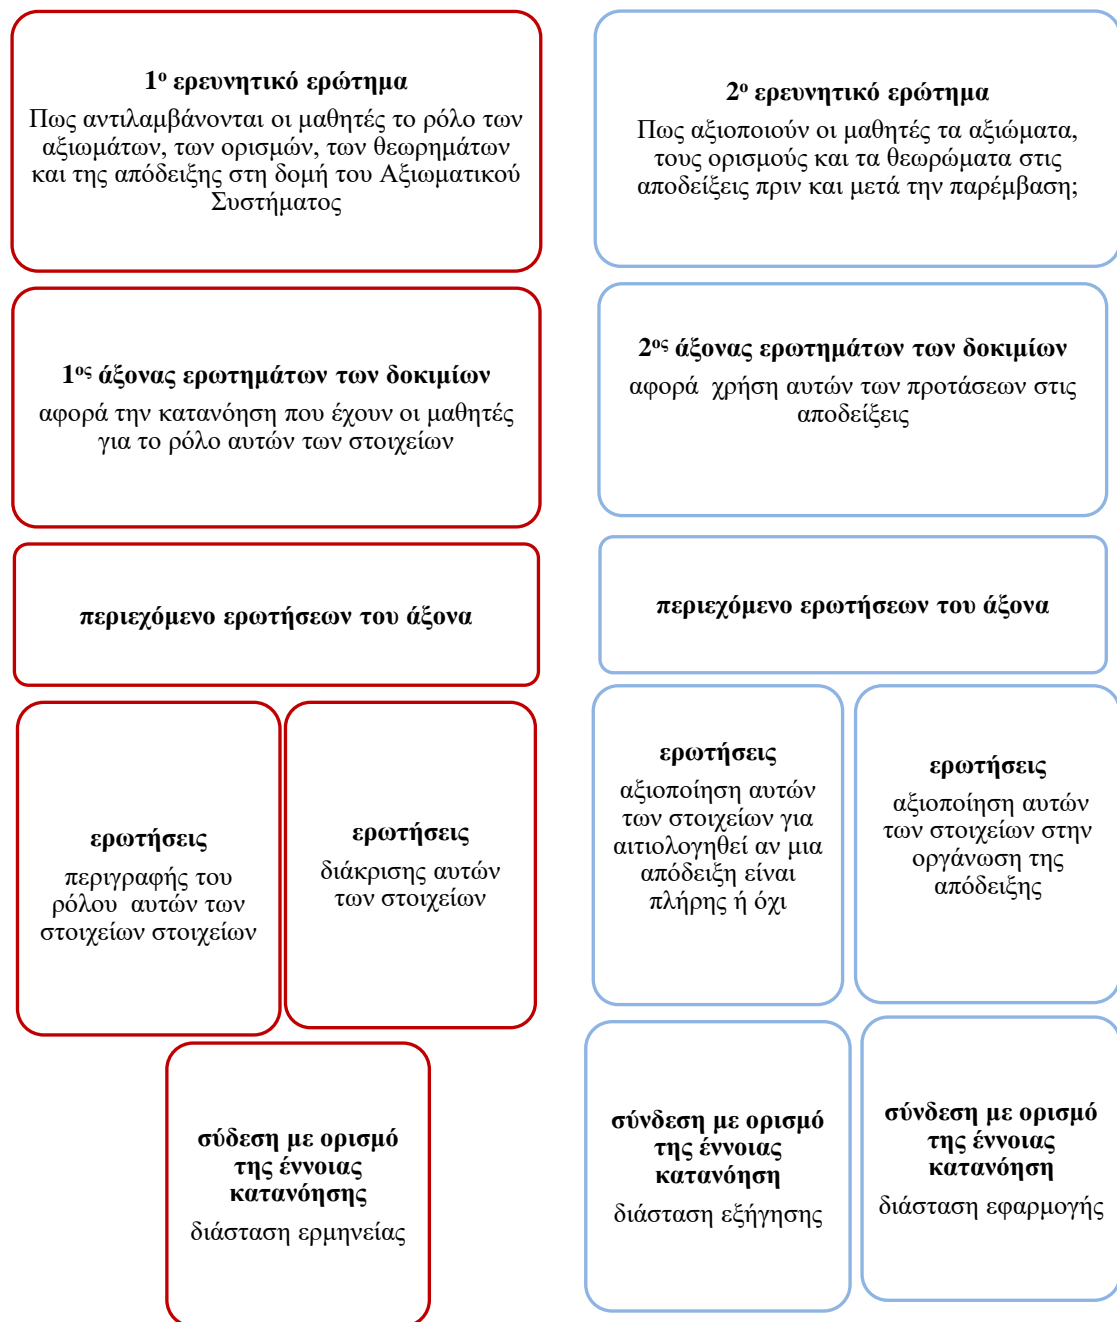 1ο ερευνητικό ερώτημα
Πως αντιλαμβάνονται οι μαθητές το ρόλο των
αξιωμάτων, των ορισμών, των θεωρημάτων
και της απόδειξης στη δομή του Αξιωματικού
Συστήματος
2ο ερευνητικό ερώτημα
Πως αξιοποιούν οι μαθητές τα αξιώματα,
τους ορισμούς και τα θεωρώματα στις
αποδείξεις πριν και μετά την παρέμβαση;
1ος άξονας ερωτημάτων των δοκιμίων
αφορά την κατανόηση που έχουν οι μαθητές
για το ρόλο αυτών των στοιχείων
2ος άξονας ερωτημάτων των δοκιμίων
αφορά χρήση αυτών των προτάσεων στις
αποδείξεις
περιεχόμενο ερωτήσεων του άξονα
περιεχόμενο ερωτήσεων του άξονα
ερωτήσεις
περιγραφής του
ρόλου αυτών των
στοιχείων στοιχείων
ερωτήσεις
διάκρισης αυτών
των στοιχείων
ερωτήσεις
αξιοποίηση αυτών
των στοιχείων για
αιτιολογηθεί αν μια
απόδειξη είναι
πλήρης ή όχι
ερωτήσεις
αξιοποίηση αυτών
των στοιχείων στην
οργάνωση της
απόδειξης
σύδεση με ορισμό
της έννοιας
κατανόησης
διάσταση ερμηνείας
σύνδεση με ορισμό
της έννοιας
κατανόηση
διάσταση εξήγησης
σύνδεση με ορισμό
της έννοιας
κατανόηση
διάσταση εφαρμογής